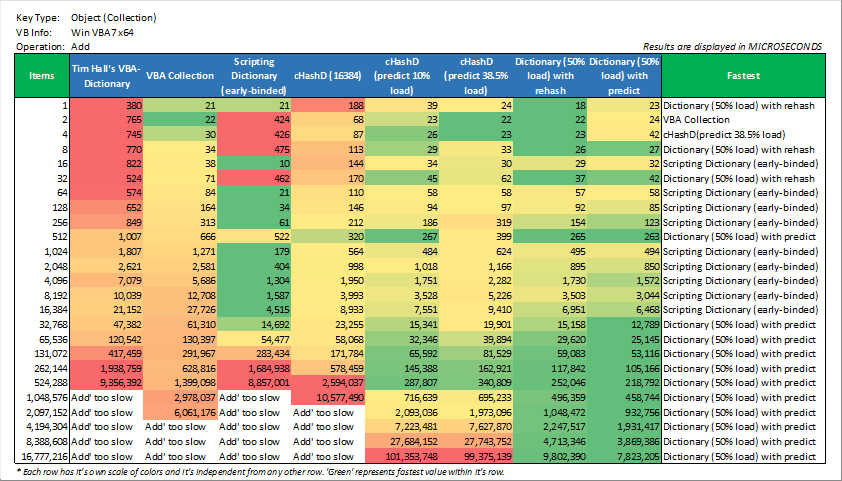 Key Type: Object (Collection)
VB Info: Win VBA7 x64
Operation: Add
Results are displayed in MICROSECONDS
Items Tim Hall's VBA-Dictionary VBA Collection Scripting Dictionary (early-binded) cHashD (16384) cHashD (predict 10% load) cHashD (predict 38.5% load) Dictionary (50% load) with rehash Dictionary (50% load) with predict Fastest
1 380 21 21 188 39 24 18 23 Dictionary (50% load) with rehash
2 765 22 424 68 23 22 22 24 VBA Collection
4 745 30 426 87 26 23 23 42 cHashD(predict 38.5% load)
8 770 34 475 113 29 33 26 27 Dictionary (50% load) with rehash
16 822 38 10 144 34 30 29 32 Scripting Dictionary (early-binded)
32 524 71 462 170 45 62 37 42 Dictionary (50% load) with rehash
64 574 84 21 110 58 58 57 58 Scripting Dictionary (early-binded)
128 652 164 34 146 94 97 92 85 Scripting Dictionary (early-binded)
256 849 313 61 212 186 319 154 123 Scripting Dictionary (early-binded)
512 1,007 666 522 320 267 399 265 263 Dictionary (50% load) with predict
1,024 1,807 1,271 179 564 484 624 495 494 Scripting Dictionary (early-binded)
2,048 2,621 2,581 404 998 1,018 1,166 895 850 Scripting Dictionary (early-binded)
4,096 7,079 5,686 1,304 1,950 1,751 2,282 1,730 1,572 Scripting Dictionary (early-binded)
8,192 10,039 12,708 1,587 3,993 3,528 5,226 3,503 3,044 Scripting Dictionary (early-binded)
16,384 21,152 27,726 4,515 8,933 7,551 9,410 6,951 6,468 Scripting Dictionary (early-binded)
32,768 47,382 61,310 14,692 23,255 15,341 19,901 15,158 12,789 Dictionary (50% load) with predict
65,536 120,542 130,397 54,477 58,068 32,346 39,894 29,620 25,145 Dictionary (50% load) with predict
131,072 417,459 291,967 283,434 171,784 65,592 81,529 59,083 53,116 Dictionary (50% load) with predict
262,144 1,938,759 628,816 1,684,938 578,459 145,388 162,921 117,842 105,166 Dictionary (50% load) with predict
524,288 9,356,392 1,399,098 8,857,001 2,594,037 287,807 340,809 252,046 218,792 Dictionary (50% load) with predict
1,048,576 Add' too slow 2,978,037 Add' too slow 10,577,490 716,639 695,233 496,359 458,744 Dictionary (50% load) with predict
2,097,152 Add' too slow 6,061,176 Add' too slow Add' too slow 2,093,036 1,973,096 1,048,472 932,756 Dictionary (50% load) with predict
4,194,304 Add' too slow Add' too slow Add' too slow Add' too slow 7,223,481 7,627,870 2,247,517 1,931,417 Dictionary (50% load) with predict
8,388,608 Add' too slow Add' too slow Add' too slow Add' too slow 27,684,152 27,743,752 4,713,346 3,869,386 Dictionary (50% load) with predict
16,777,216 Add' too slow Add' too slow Add' too slow Add' too slow 101,353,748 99,375,139 9,802,390 7,823,205 Dictionary (50% load) with predict
* Each row has it's own scale of colors and it's independent from any other row. 'Green' represents fastest value within it's row.